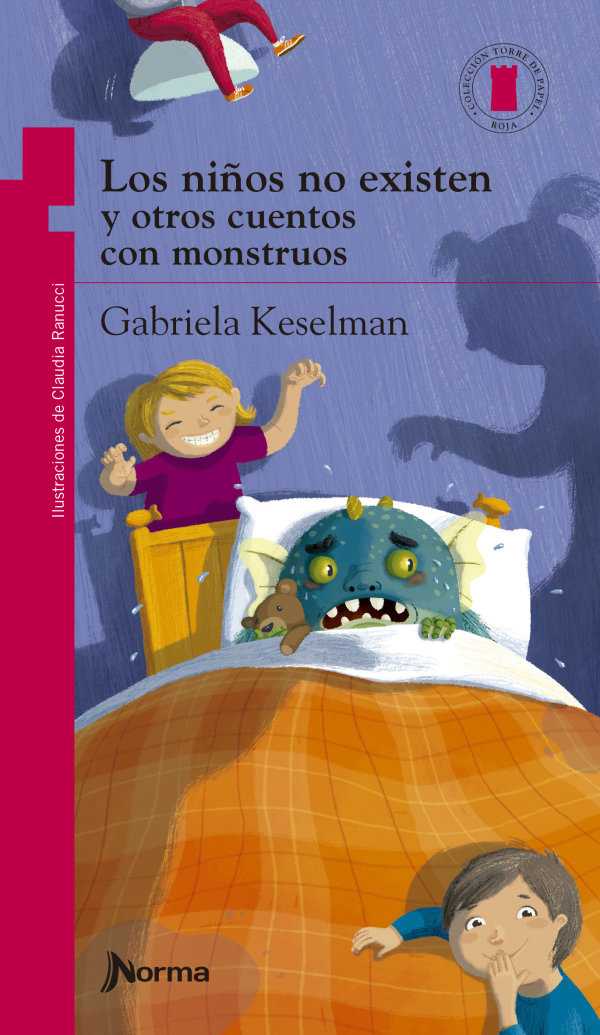 • COLECCIÓN TORRE DE PAPEL •
ROJA
Los niños no existen
y otros cuentos
con monstruos
Gabriela Keselman
Ilustraciones de Claudia Ranucci
Norma